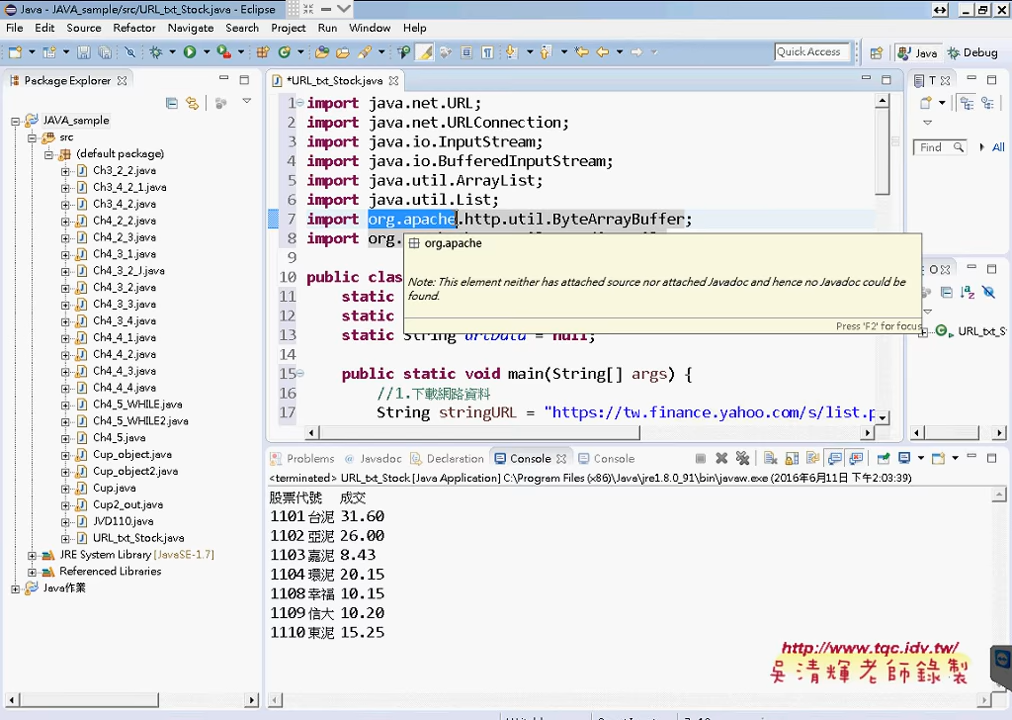 Java - JAVA_sample/src/URL_txt_Stock.java - Eclipse
File Edit Source Refactor Navigate Search Project Run Window Help
Quick Access
Java
Debug
Package Explorer
JAVA_sample
src
(default package)
Ch3_2_2.java
Ch3_4_2_1.java
Ch3_4_2.java
Ch4_2_2.java
Ch4_2_3.java
Ch4_3_1.java
Ch4_3_2_J.java
Ch4_3_2.java
Ch4_3_3.java
Ch4_3_4.java
Ch4_4_1.java
Ch4_4_2.java
Ch4_4_3.java
Ch4_4_4.java
Ch4_5_WHILE.java
Ch4_5_WHILE2.java
Ch4_5.java
Cup_object.java
Cup_object2.java
Cup.java
Cup2_out.java
JVD110.java
URL_txt_Stock.java
JRE System Library [JavaSE-1.7]
Referenced Libraries
Java作業
*URL_txt_Stock.java
1 import java.net.URL;
2 import java.net.URLConnection;
3 import java.io.InputStream;
4 import java.io.BufferedInputStream;
5 import java.util.ArrayList;
6 import java.util.List;
7 import org.apache.http.util.ByteArrayBuffer;
8 import org.
9
10 public clas
11 static
12 static
13 static String urlData = null;
14
15 public static void main(String[] args) {
16 //1.下載網路資料
17 String stringURL = "https://tw.finance.yahoo.com/s/list.p
org.apache
Note: This element neither has attached source nor attached Javadoc and hence no Javadoc could be
found.
Press 'F2' for focus
T
Find
All
O
URL_txt_S
Problems
Javadoc
Declaration
Console
Console
<terminated> URL_txt_Stock [Java Application] C:\Program Files (x86)\Java\jre1.8.0_91\bin\javaw.exe (2016年6月11日 下午2:03:39)
股票代號 成交
1101台泥 31.60
1102亞泥 26.00
1103嘉泥 8.43
1104環泥 20.15
1108幸福 10.15
1109信大 10.20
1110東泥 15.25
http://www.tqc.idv.tw/
吳清輝老師錄製